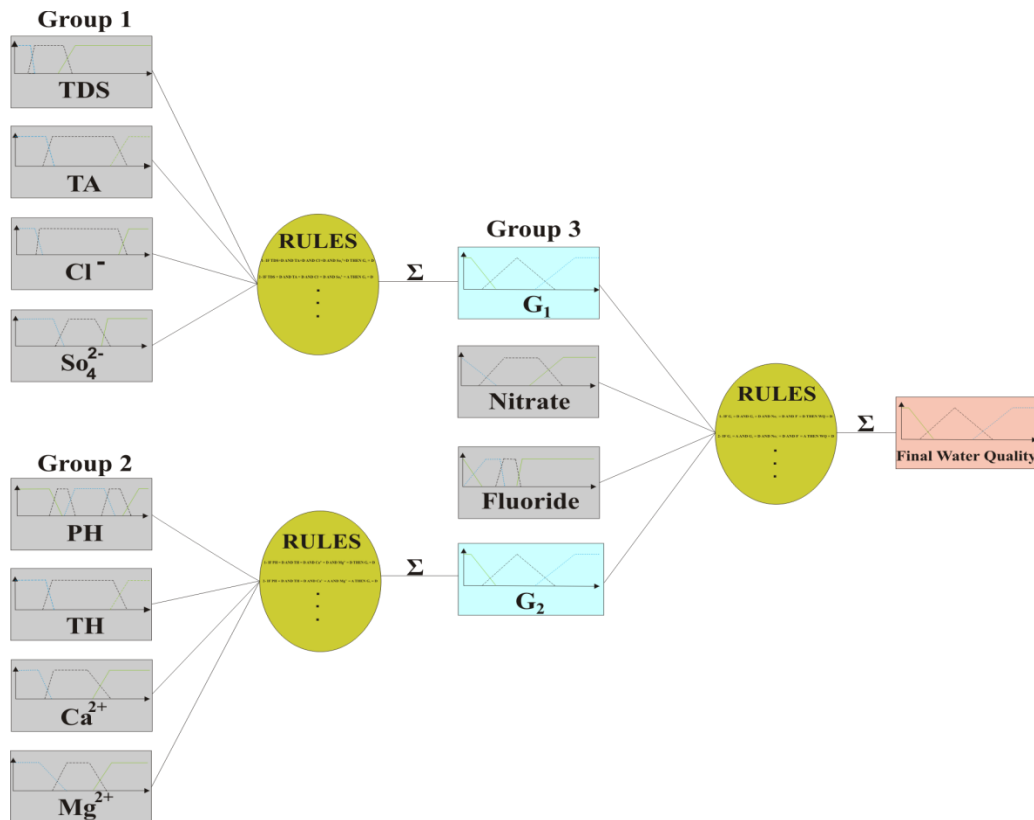 Group 1
TDS
TA
Cl⁻
So₄²⁻
RULES
Σ
Group 2
PH
TH
Ca²⁺
Mg²⁺
RULES
Σ
Group 3
G₁
Nitrate
Fluoride
G₂
RULES
Σ
Final Water Quality